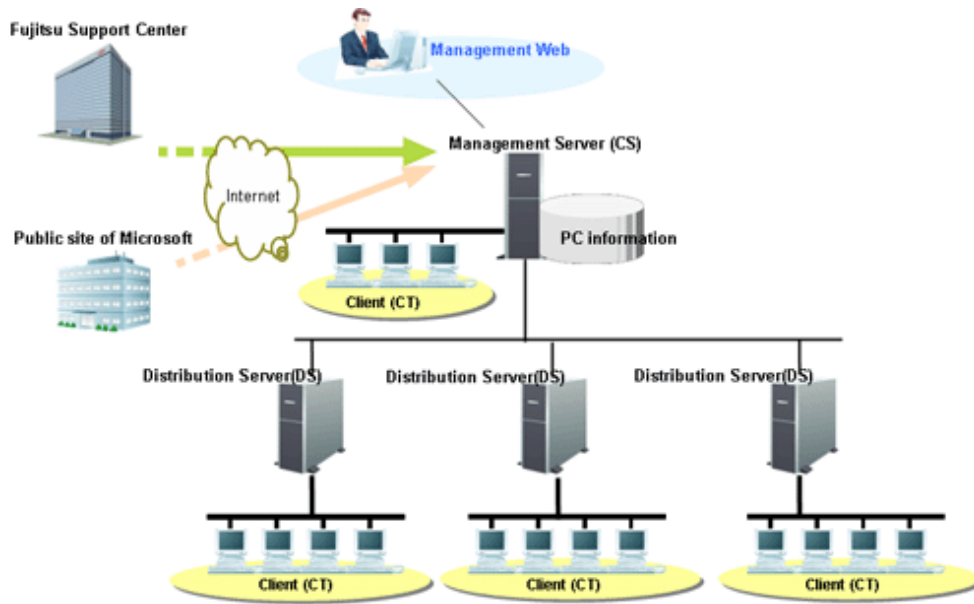 Fujitsu Support Center
Management Web
Management Server (CS)
Internet
Public site of Microsoft
PC information
Client (CT)
Distribution Server(DS)
Distribution Server(DS)
Distribution Server(DS)
Client (CT)
Client (CT)
Client (CT)